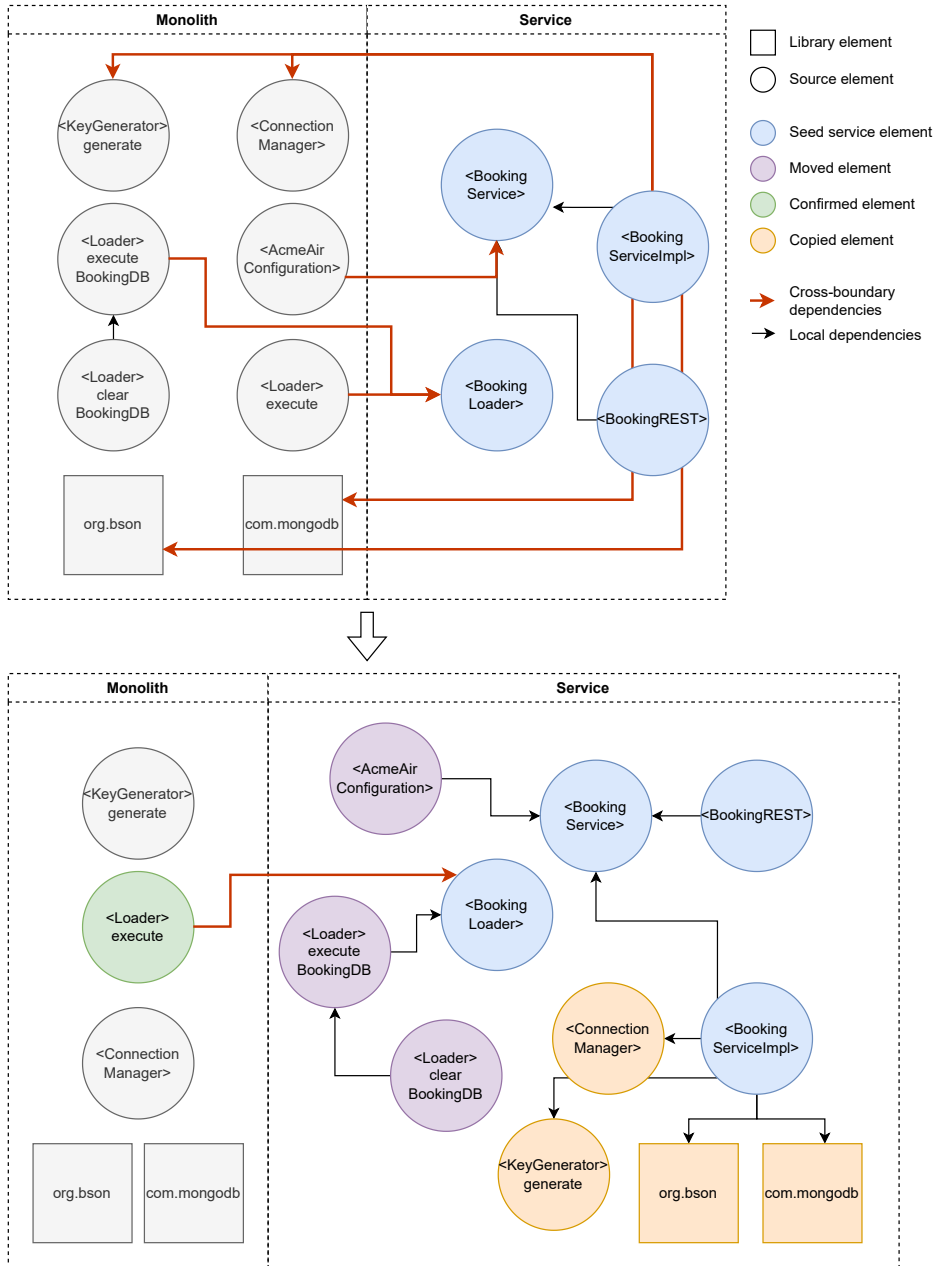 Monolith
Service
<KeyGenerator>
generate
<Connection
Manager>
<Booking
Service>
<Loader>
execute
BookingDB
<AcmeAir
Configuration>
<Booking
ServiceImpl>
<Loader>
clear
BookingDB
<Loader>
execute
<Booking
Loader>
<BookingREST>
org.bson
com.mongodb
Library element
Source element
Seed service element
Moved element
Confirmed element
Copied element
Cross-boundary
dependencies
Local dependencies
Monolith
Service
<KeyGenerator>
generate
<AcmeAir
Configuration>
<Booking
Service>
<BookingREST>
<Loader>
execute
<Loader>
execute
BookingDB
<Booking
Loader>
<Connection
Manager>
<Loader>
clear
BookingDB
<Connection
Manager>
<Booking
ServiceImpl>
<KeyGenerator>
generate
org.bson
com.mongodb
org.bson
com.mongodb